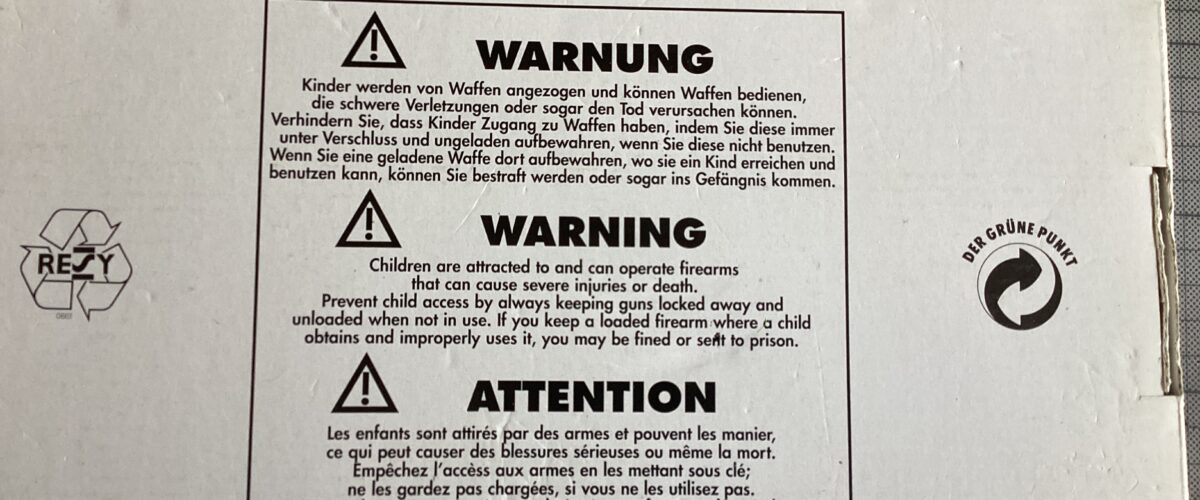 WARNUNG
Kinder werden von Waffen angezogen und können Waffen bedienen,
die schwere Verletzungen oder sogar den Tod verursachen können.
Verhindern Sie, dass Kinder Zugang zu Waffen haben, indem Sie diese immer
unter Verschluss und ungeladen aufbewahren, wenn Sie diese nicht benutzen.
Wenn Sie eine geladene Waffe dort aufbewahren, wo sie ein Kind erreichen und
benutzen kann, können Sie bestraft werden oder sogar ins Gefängnis kommen.
RESY
WARNING
Children are attracted to and can operate firearms
that can cause severe injuries or death.
Prevent child access by always keeping guns locked away and
unloaded when not in use. If you keep a loaded firearm where a child
obtains and improperly uses it, you may be fined or sent to prison.
DER GRÜNE PUNKT
ATTENTION
Les enfants sont attirés par des armes et pouvent les manier,
ce qui peut causer des blessures sérieuses ou même la mort.
Empêchez l'accèss aux armes en les mettant sous clé;
ne les gardez pas chargées, si vous ne les utilisez pas.